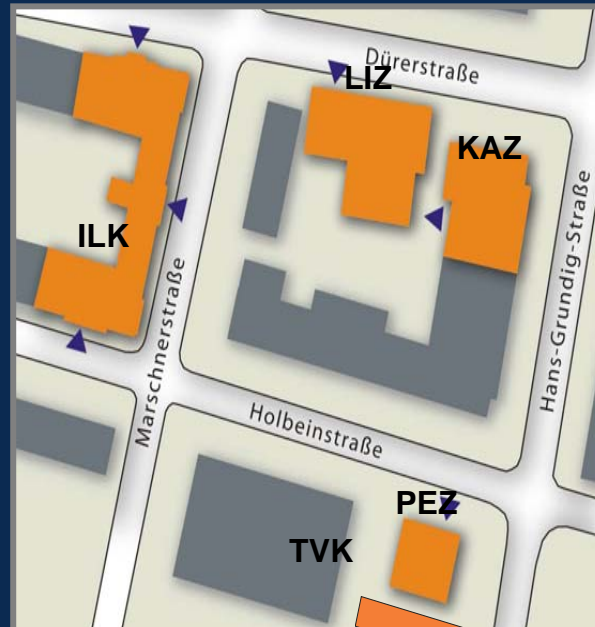 Dürerstraße
LIZ
KAZ
ILK
Marschnerstraße
Hans-Grundig-Straße
Holbeinstraße
PEZ
TVK